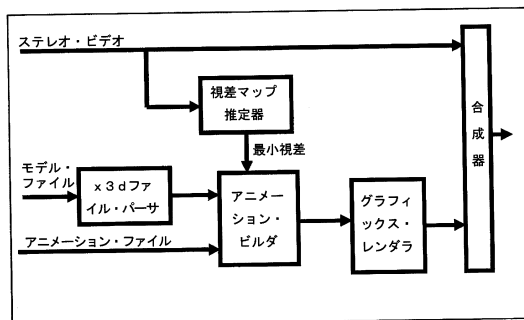 ステレオ・ビデオ
視差マップ
推定器
最小視差
モデル・
ファイル
x3dファ
イル・パーサ
アニメー
ション・
ビルダ
グラフィ
ックス・
レンダラ
アニメーション・ファイル
合
成
器